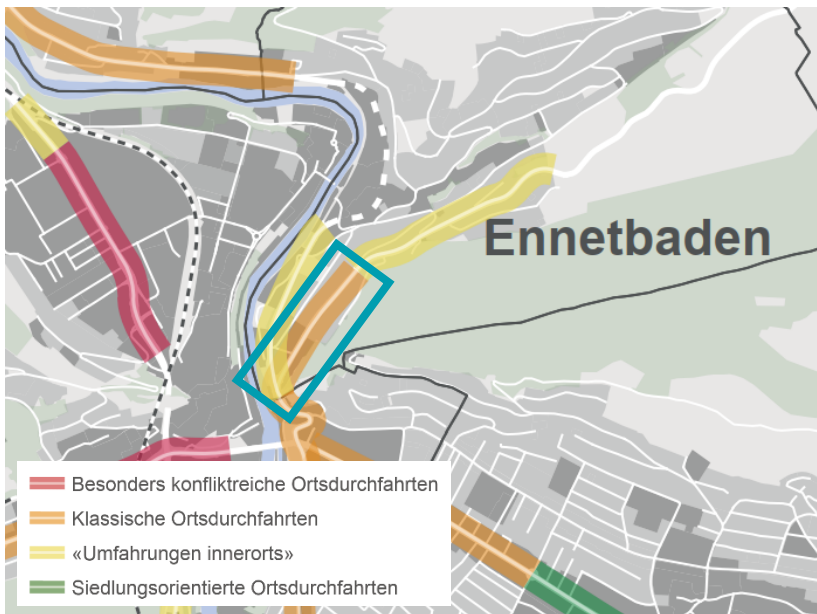 Ennetbaden
Besonders konfliktreiche Ortsdurchfahrten
Klassische Ortsdurchfahrten
«Umfahrungen innerorts»
Siedlungsorientierte Ortsdurchfahrten